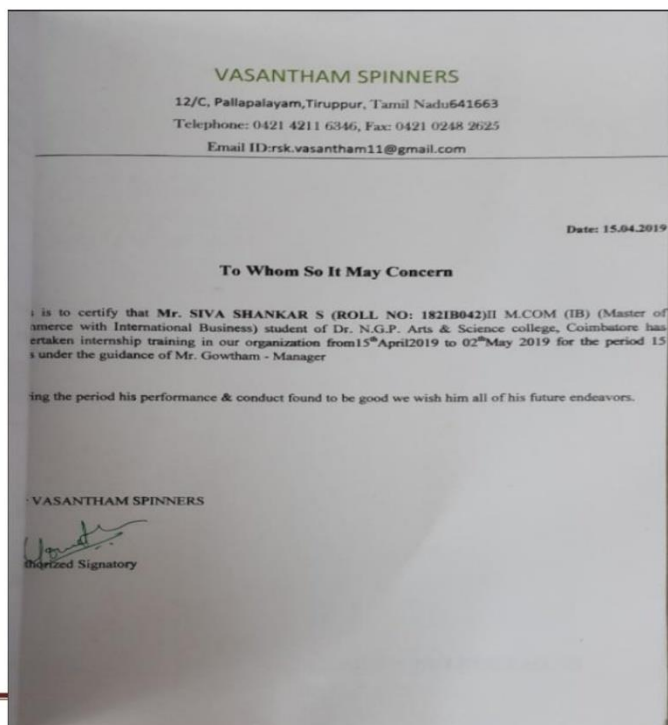 VASANTHAM SPINNERS
12/C, Pallapalayam,Tiruppur, Tamil Nadu641663
Telephone: 0421 4211 6346, Fax: 0421 0248 2625
Email ID:rsk.vasantham11@gmail.com
Date: 15.04.2019
To Whom So It May Concern
is to certify that Mr. SIVA SHANKAR S (ROLL NO: 182IB042)II M.COM (IB) (Master of
mmerce with International Business) student of Dr. N.G.P. Arts & Science college, Coimbatore has
ertaken internship training in our organization from15thApril2019 to 02thMay 2019 for the period 15
s under the guidance of Mr. Gowtham - Manager
ing the period his performance & conduct found to be good we wish him all of his future endeavors.
VASANTHAM SPINNERS
thorized Signatory